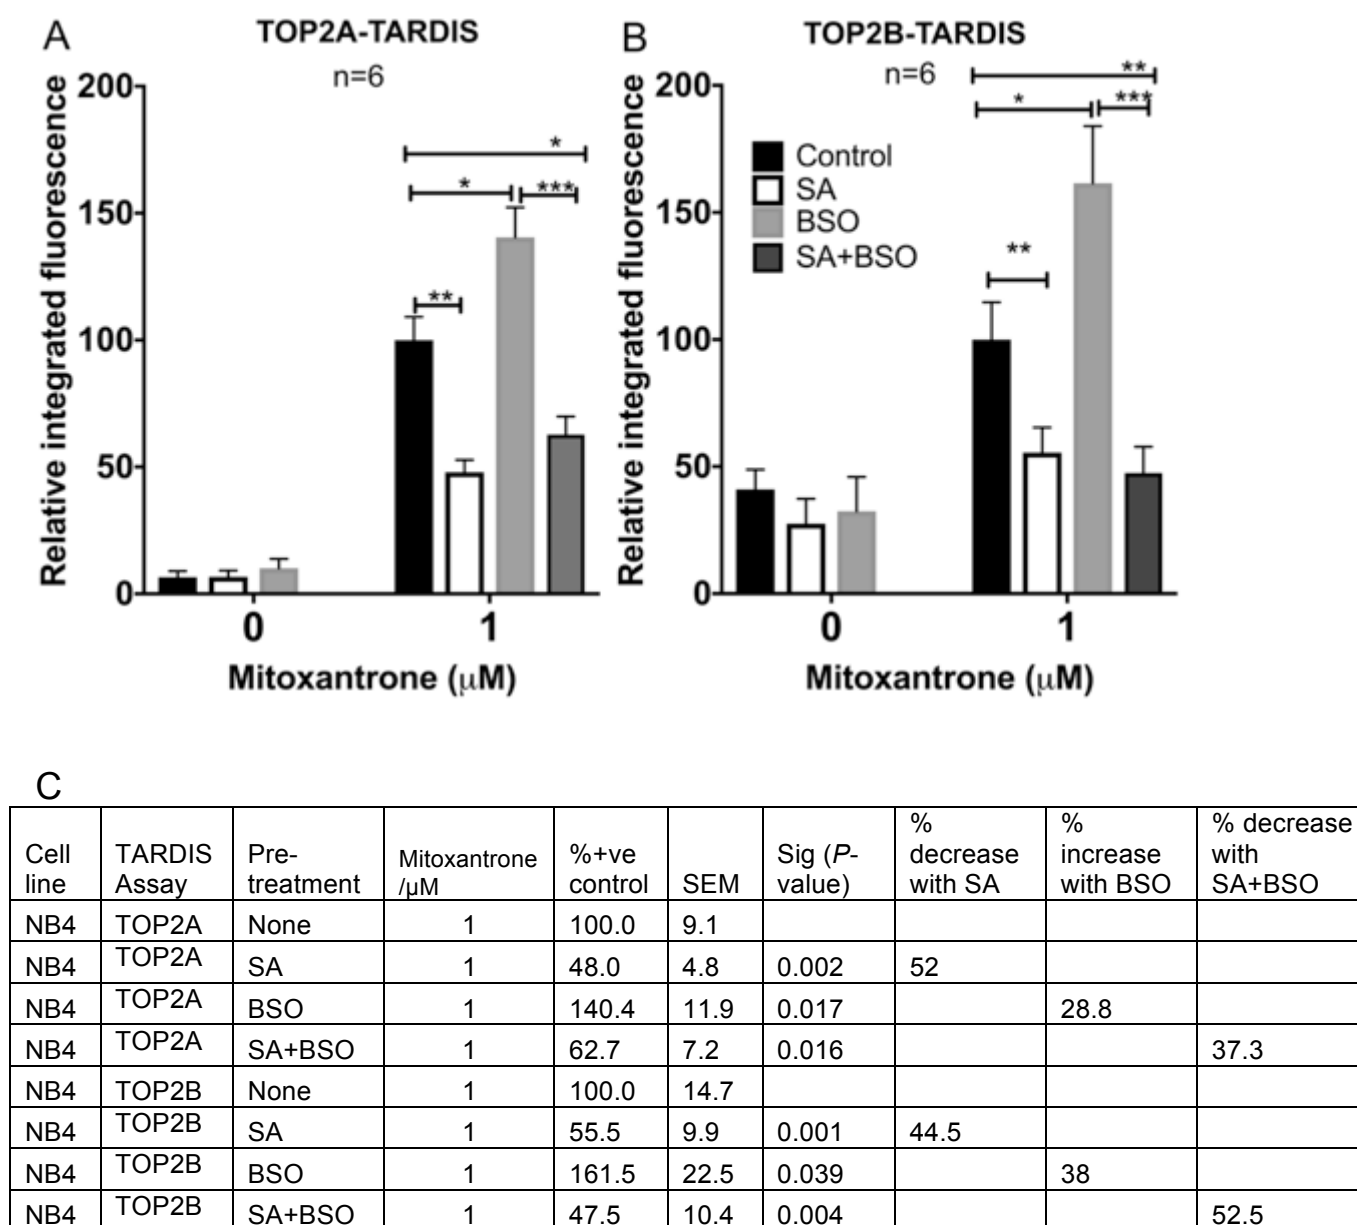 A
TOP2A-TARDIS
n=6
Relative integrated fluorescence
200
150
100
50
0
*
*
***
**
0
1
Mitoxantrone (μM)
B
TOP2B-TARDIS
n=6
Relative integrated fluorescence
200
150
100
50
0
**
*
***
**
Control
SA
BSO
SA+BSO
0
1
Mitoxantrone (μM)
C
Cell line TARDIS Assay Pre-treatment Mitoxantrone /μM %+ve control SEM Sig (P-value) % decrease with SA % increase with BSO % decrease with SA+BSO
NB4 TOP2A None 1 100.0 9.1
NB4 TOP2A SA 1 48.0 4.8 0.002 52
NB4 TOP2A BSO 1 140.4 11.9 0.017 28.8
NB4 TOP2A SA+BSO 1 62.7 7.2 0.016 37.3
NB4 TOP2B None 1 100.0 14.7
NB4 TOP2B SA 1 55.5 9.9 0.001 44.5
NB4 TOP2B BSO 1 161.5 22.5 0.039 38
NB4 TOP2B SA+BSO 1 47.5 10.4 0.004 52.5